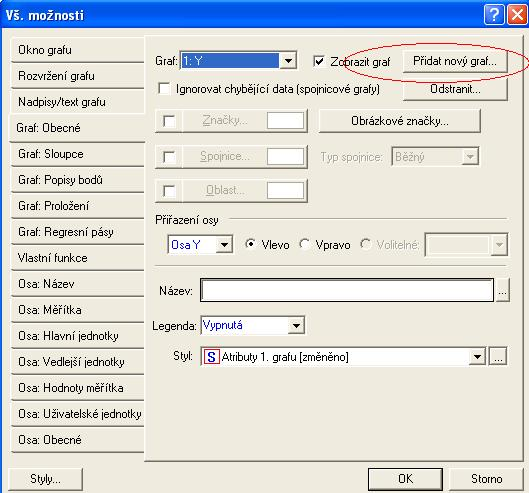 Vš. možnosti
Okno grafu
Rozvržení grafu
Nadpisy/text grafu
Graf: Obecné
Graf: Sloupce
Graf: Popisy bodů
Graf: Proložení
Graf: Regresní pásy
Vlastní funkce
Osa: Název
Osa: Měřítka
Osa: Hlavní jednotky
Osa: Vedlejší jednotky
Osa: Hodnoty měřítka
Osa: Uživatelské jednotky
Osa: Obecné
Graf: 1: Y Zobrazit graf Přidat nový graf...
Ignorovat chybějící data (spojnicové grafy) Odstranit...
Značky... Obrázkové značky...
Spojnice... Typ spojnice: Běžný
Oblast...
Přiřazení osy
Osa Y Vlevo Vpravo Volitelné:
Název: ...
Legenda: Vypnutá
Styl: S Atributy 1. grafu [změněno] ...
Styly... OK Storno